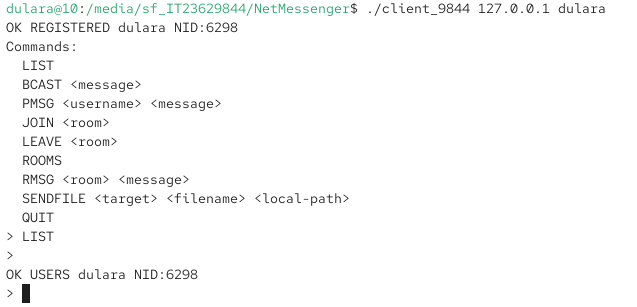 dulara@10:/media/sf_IT23629844/NetMessenger$ ./client_9844 127.0.0.1 dulara
OK REGISTERED dulara NID:6298
Commands:
  LIST
  BCAST <message>
  PMSG <username> <message>
  JOIN <room>
  LEAVE <room>
  ROOMS
  RMSG <room> <message>
  SENDFILE <target> <filename> <local-path>
  QUIT
> LIST
>
OK USERS dulara NID:6298
>